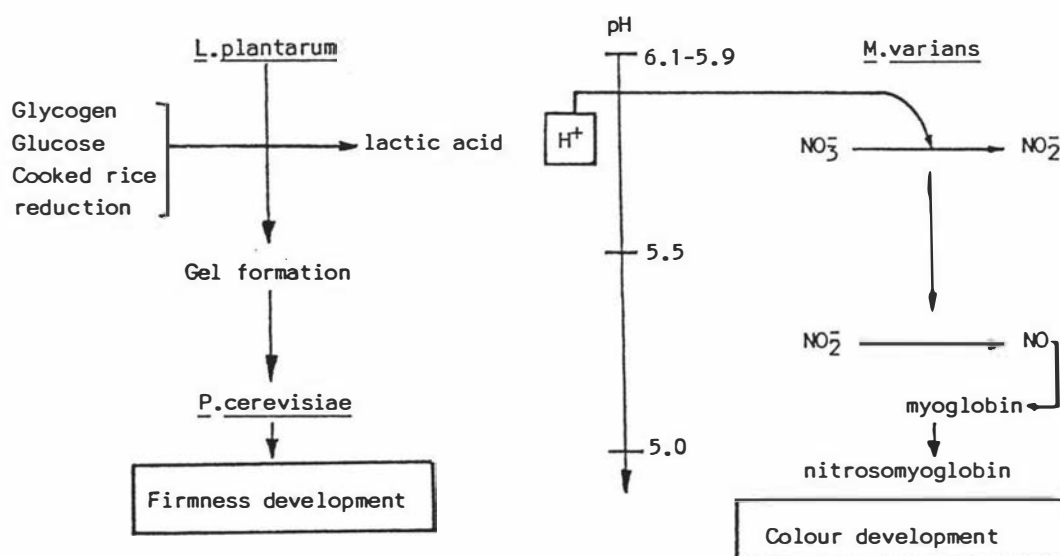 L.plantarum
Glycogen
Glucose
Cooked rice
reduction
lactic acid
Gel formation
P.cerevisiae
Firmness development
pH
6.1-5.9
H+
5.5
5.0
M.varians
NO3̄
NO2̄
NO2̄
NO
myoglobin
nitrosomyoglobin
Colour development